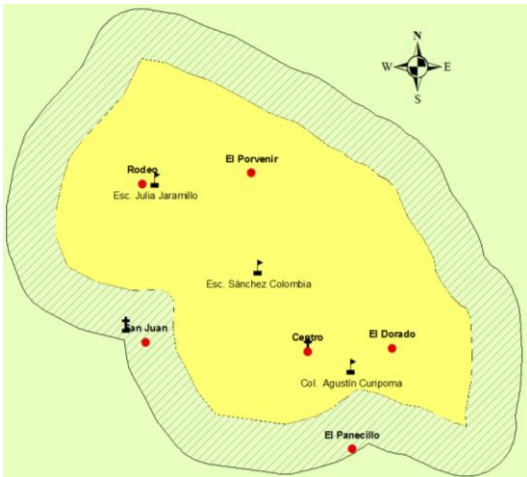 N
W E
S
El Porvenir
Rodeo
Esc. Julia Jaramillo
Esc. Sánchez Colombia
San Juan
Centro
El Dorado
Col. Agustín Curipoma
El Panecillo